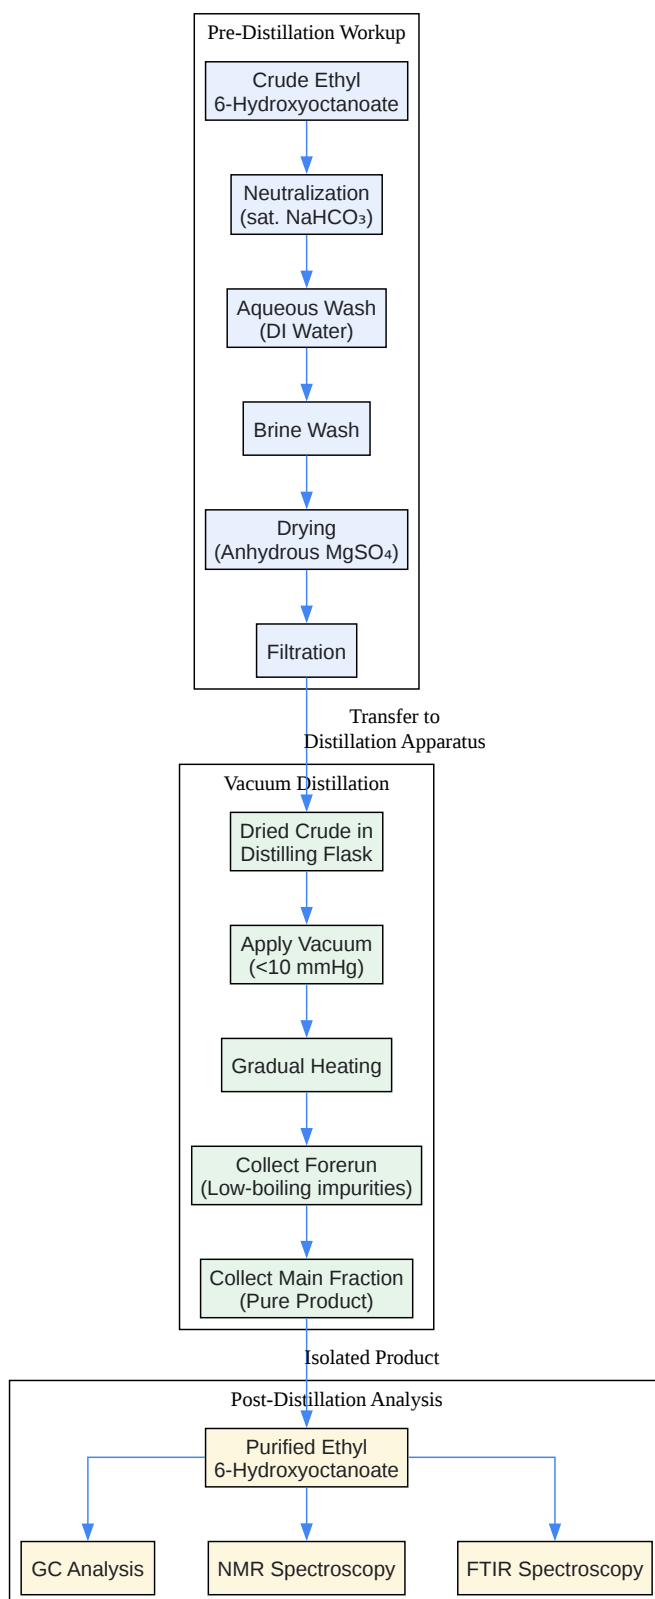 Pre-Distillation Workup
Crude Ethyl
6-Hydroxyoctanoate
Neutralization
(sat. NaHCO₃)
Aqueous Wash
(DI Water)
Brine Wash
Drying
(Anhydrous MgSO₄)
Filtration
Transfer to
Distillation Apparatus
Vacuum Distillation
Dried Crude in
Distilling Flask
Apply Vacuum
(<10 mmHg)
Gradual Heating
Collect Forerun
(Low-boiling impurities)
Collect Main Fraction
(Pure Product)
Isolated Product
Post-Distillation Analysis
Purified Ethyl
6-Hydroxyoctanoate
GC Analysis
NMR Spectroscopy
FTIR Spectroscopy